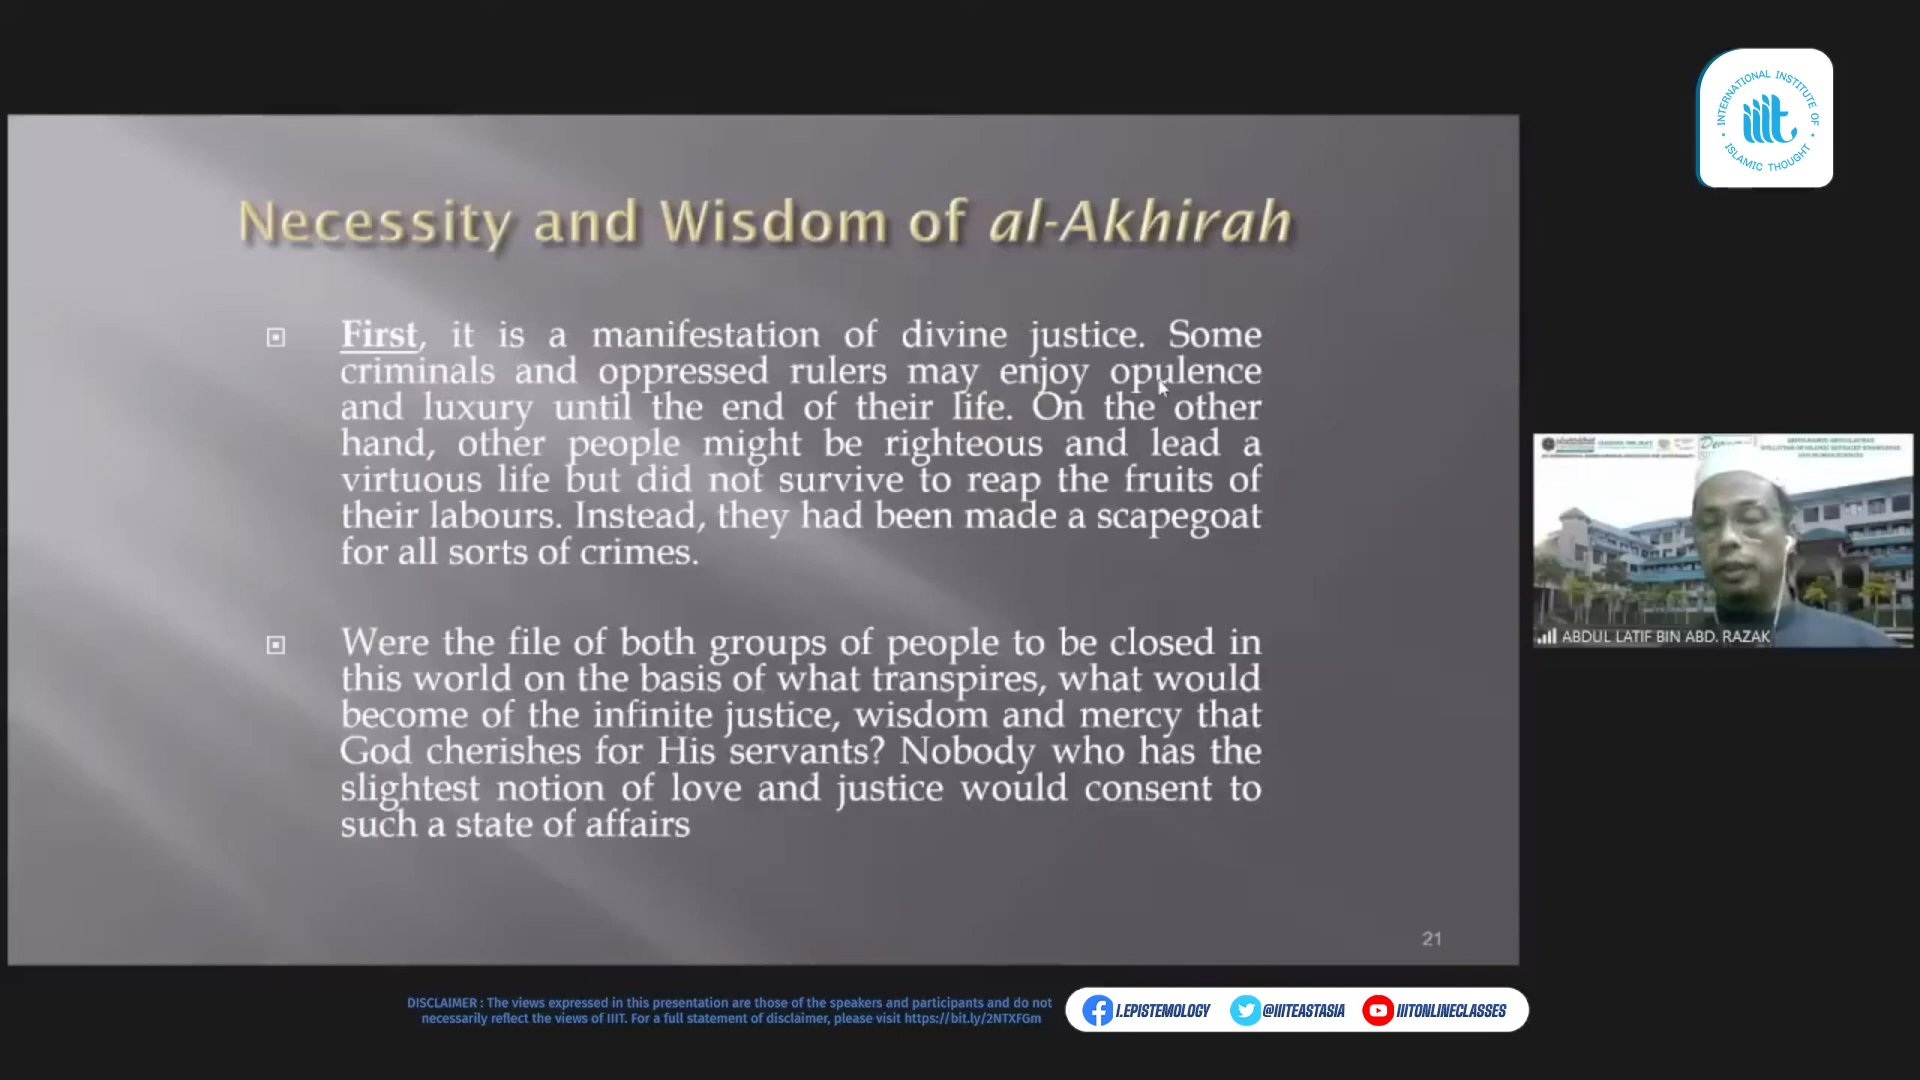 INTERNATIONAL INSTITUTE OF
iiit
ISLAMIC THOUGHT
Necessity and Wisdom of al-Akhirah
First, it is a manifestation of divine justice. Some
criminals and oppressed rulers may enjoy opulence
and luxury until the end of their life. On the other
hand, other people might be righteous and lead a
virtuous life but did not survive to reap the fruits of
their labours. Instead, they had been made a scapegoat
for all sorts of crimes.
Were the file of both groups of people to be closed in
this world on the basis of what transpires, what would
become of the infinite justice, wisdom and mercy that
God cherishes for His servants? Nobody who has the
slightest notion of love and justice would consent to
such a state of affairs
21
ABDUL LATIF BIN ABD. RAZAK
DISCLAIMER : The views expressed in this presentation are those of the speakers and participants and do not
necessarily reflect the views of IIIT. For a full statement of disclaimer, please visit https://bit.ly/2NTXFGm
I.EPISTEMOLOGY @IIITEASTASIA IIITONLINECLASSES